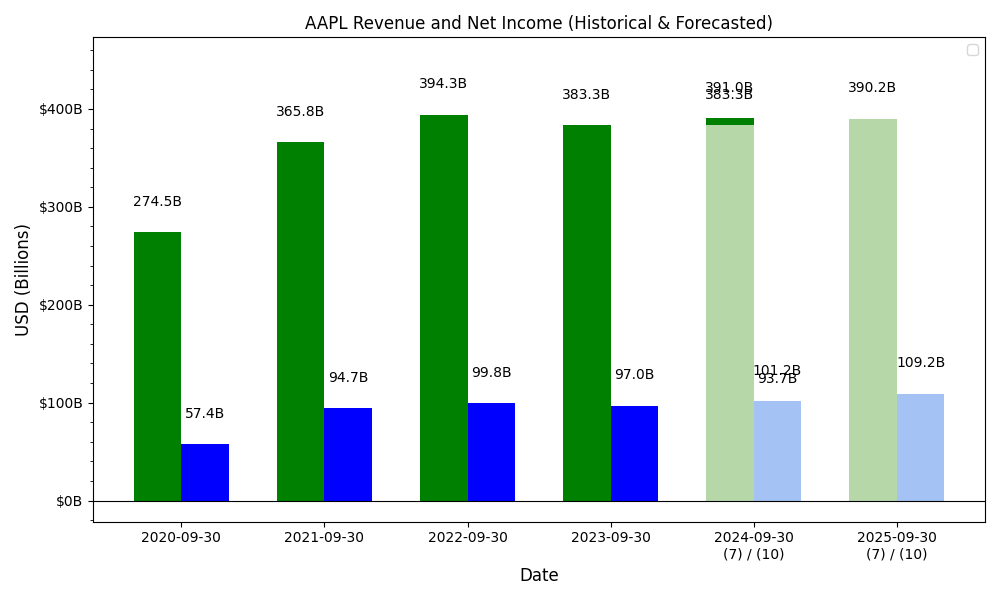 AAPL Revenue and Net Income (Historical & Forecasted)
USD (Billions)
$400B
$300B
$200B
$100B
$0B
274.5B
57.4B
365.8B
94.7B
394.3B
99.8B
383.3B
97.0B
391.0B
383.3B
101.2B
93.7B
390.2B
109.2B
2020-09-30
2021-09-30
2022-09-30
2023-09-30
2024-09-30
(7) / (10)
2025-09-30
(7) / (10)
Date